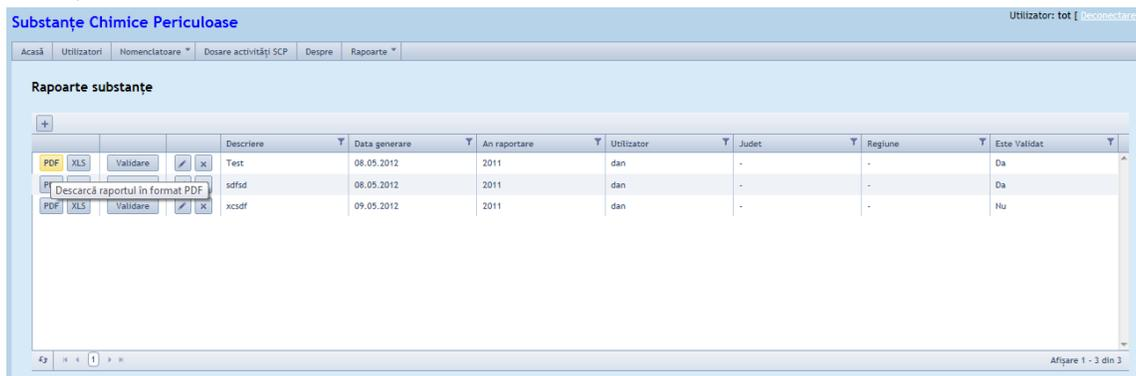 Substanțe Chimice Periculoase
Utilizator: tot [ Deconectare
Acasă Utilizatori Nomenclatoare Dosare activități SCP Despre Rapoarte
Rapoarte substanțe
+
Descriere Data generare An raportare Utilizator Judet Regiune Este Validat
PDF XLS Validare x Test 08.05.2012 2011 dan - - Da
sdfsd 08.05.2012 2011 dan - - Da
Descarcă raportul în format PDF
PDF XLS Validare x xcsdf 09.05.2012 2011 dan - - Nu
1 Afișare 1 - 3 din 3